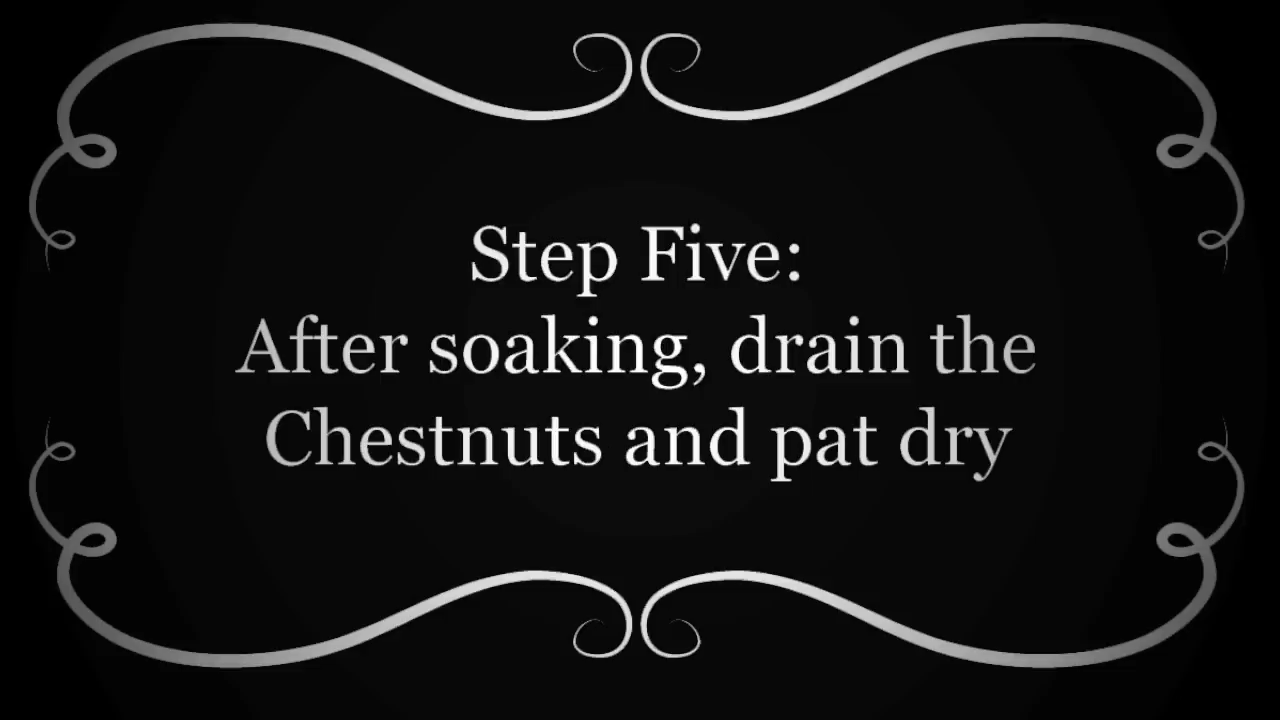 Step Five:
After soaking, drain the
Chestnuts and pat dry